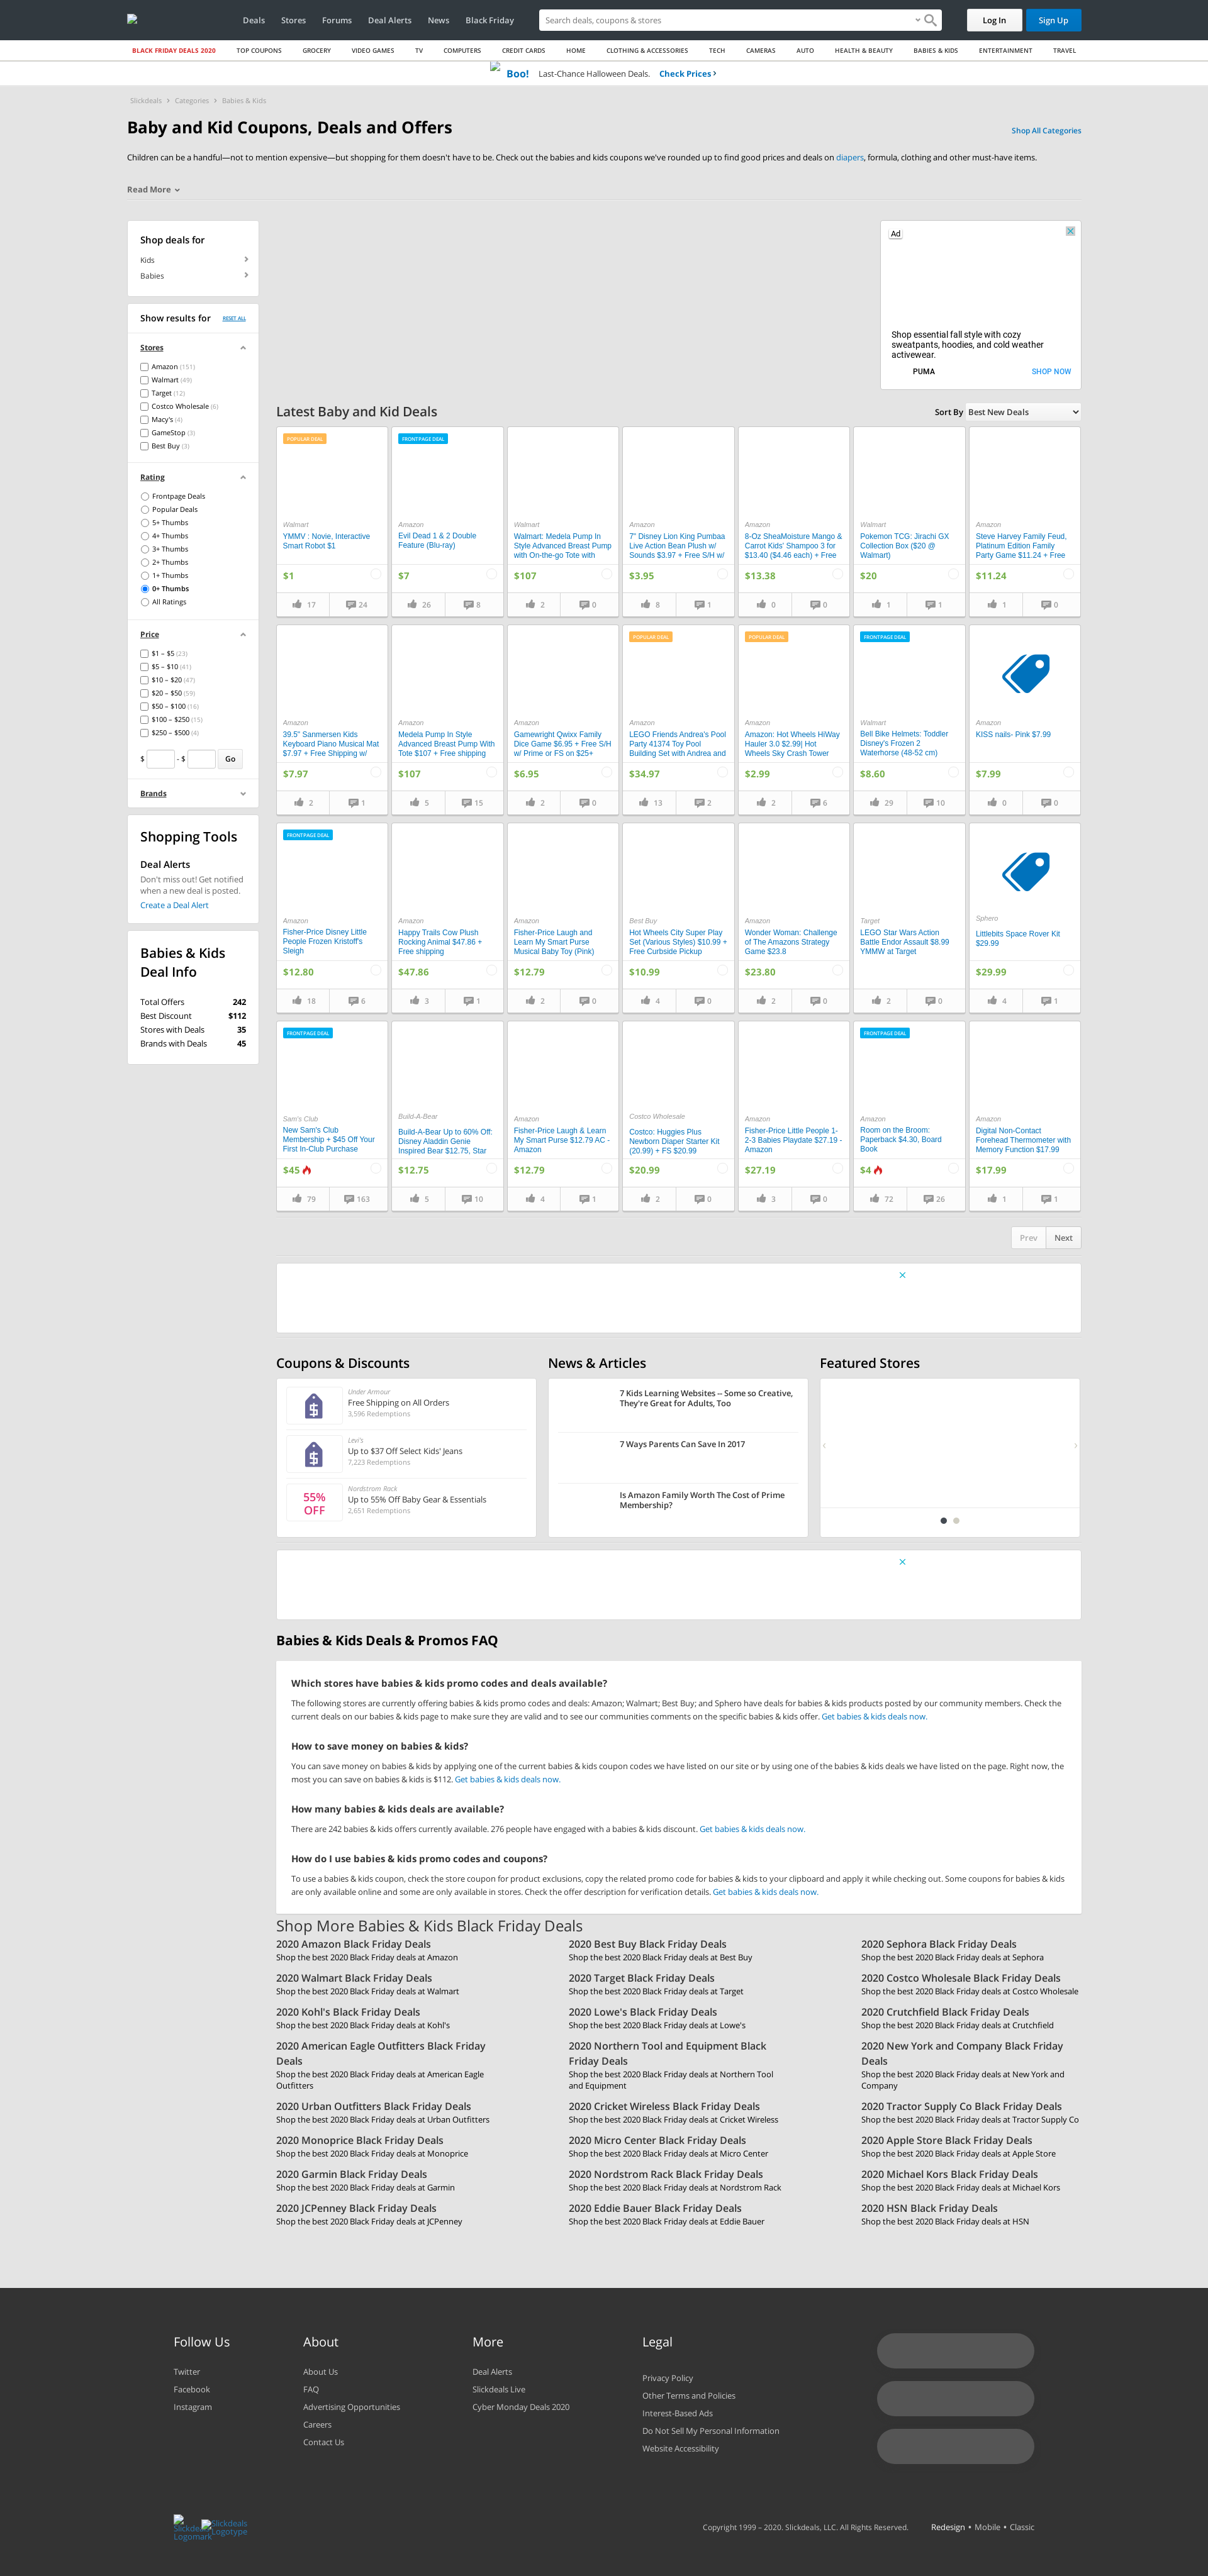 Deals Stores Forums Deal Alerts News Black Friday
Search deals, coupons & stores
Log In Sign Up
BLACK FRIDAY DEALS 2020 TOP COUPONS GROCERY VIDEO GAMES TV COMPUTERS CREDIT CARDS HOME CLOTHING & ACCESSORIES TECH CAMERAS AUTO HEALTH & BEAUTY BABIES & KIDS ENTERTAINMENT TRAVEL
Boo! Last-Chance Halloween Deals. Check Prices ›
Slickdeals › Categories › Babies & Kids
Baby and Kid Coupons, Deals and Offers
Shop All Categories
Children can be a handful—not to mention expensive—but shopping for them doesn't have to be. Check out the babies and kids coupons we've rounded up to find good prices and deals on diapers, formula, clothing and other must-have items.
Read More
Shop deals for
Kids
Babies
Show results for RESET ALL
Stores
Amazon (151)
Walmart (49)
Target (12)
Costco Wholesale (6)
Macy's (4)
GameStop (3)
Best Buy (3)
Rating
Frontpage Deals
Popular Deals
5+ Thumbs
4+ Thumbs
3+ Thumbs
2+ Thumbs
1+ Thumbs
0+ Thumbs
All Ratings
Price
$1 – $5 (23)
$5 – $10 (41)
$10 – $20 (47)
$20 – $50 (59)
$50 – $100 (16)
$100 – $250 (15)
$250 – $500 (4)
$ - $ Go
Brands
Shopping Tools
Deal Alerts
Don't miss out! Get notified
when a new deal is posted.
Create a Deal Alert
Babies & Kids
Deal Info
Total Offers 242
Best Discount $112
Stores with Deals 35
Brands with Deals 45
Ad
Shop essential fall style with cozy
sweatpants, hoodies, and cold weather
activewear.
PUMA SHOP NOW
Latest Baby and Kid Deals
Sort By Best New Deals
POPULAR DEAL
Walmart
YMMV : Novie, Interactive
Smart Robot $1
$1
17 24
FRONTPAGE DEAL
Amazon
Evil Dead 1 & 2 Double
Feature (Blu-ray)
$7
26 8
Walmart
Walmart: Medela Pump In
Style Advanced Breast Pump
with On-the-go Tote with
$107
2 0
Amazon
7" Disney Lion King Pumbaa
Live Action Bean Plush w/
Sounds $3.97 + Free S/H w/
$3.95
8 1
Amazon
8-Oz SheaMoisture Mango &
Carrot Kids' Shampoo 3 for
$13.40 ($4.46 each) + Free
$13.38
0 0
Walmart
Pokemon TCG: Jirachi GX
Collection Box ($20 @
Walmart)
$20
1 1
Amazon
Steve Harvey Family Feud,
Platinum Edition Family
Party Game $11.24 + Free
$11.24
1 0
Amazon
39.5" Sanmersen Kids
Keyboard Piano Musical Mat
$7.97 + Free Shipping w/
$7.97
2 1
Amazon
Medela Pump In Style
Advanced Breast Pump With
Tote $107 + Free shipping
$107
5 15
Amazon
Gamewright Qwixx Family
Dice Game $6.95 + Free S/H
w/ Prime or FS on $25+
$6.95
2 0
POPULAR DEAL
Amazon
LEGO Friends Andrea's Pool
Party 41374 Toy Pool
Building Set with Andrea and
$34.97
13 2
POPULAR DEAL
Amazon
Amazon: Hot Wheels HiWay
Hauler 3.0 $2.99| Hot
Wheels Sky Crash Tower
$2.99
2 6
FRONTPAGE DEAL
Walmart
Bell Bike Helmets: Toddler
Disney's Frozen 2
Waterhorse (48-52 cm)
$8.60
29 10
Amazon
KISS nails- Pink $7.99
$7.99
0 0
FRONTPAGE DEAL
Amazon
Fisher-Price Disney Little
People Frozen Kristoff's
Sleigh
$12.80
18 6
Amazon
Happy Trails Cow Plush
Rocking Animal $47.86 +
Free shipping
$47.86
3 1
Amazon
Fisher-Price Laugh and
Learn My Smart Purse
Musical Baby Toy (Pink)
$12.79
2 0
Best Buy
Hot Wheels City Super Play
Set (Various Styles) $10.99 +
Free Curbside Pickup
$10.99
4 0
Amazon
Wonder Woman: Challenge
of The Amazons Strategy
Game $23.8
$23.80
2 0
Target
LEGO Star Wars Action
Battle Endor Assault $8.99
YMMW at Target
2 0
Sphero
Littlebits Space Rover Kit
$29.99
$29.99
4 1
FRONTPAGE DEAL
Sam's Club
New Sam's Club
Membership + $45 Off Your
First In-Club Purchase
$45
79 163
Build-A-Bear
Build-A-Bear Up to 60% Off:
Disney Aladdin Genie
Inspired Bear $12.75, Star
$12.75
5 10
Amazon
Fisher-Price Laugh & Learn
My Smart Purse $12.79 AC -
Amazon
$12.79
4 1
Costco Wholesale
Costco: Huggies Plus
Newborn Diaper Starter Kit
(20.99) + FS $20.99
$20.99
2 0
Amazon
Fisher-Price Little People 1-
2-3 Babies Playdate $27.19 -
Amazon
$27.19
3 0
FRONTPAGE DEAL
Amazon
Room on the Broom:
Paperback $4.30, Board
Book
$4
72 26
Amazon
Digital Non-Contact
Forehead Thermometer with
Memory Function $17.99
$17.99
1 1
Prev Next
Coupons & Discounts
Under Armour
Free Shipping on All Orders
3,596 Redemptions
Levi's
Up to $37 Off Select Kids' Jeans
7,223 Redemptions
55%
OFF
Nordstrom Rack
Up to 55% Off Baby Gear & Essentials
2,651 Redemptions
News & Articles
7 Kids Learning Websites -- Some so Creative,
They're Great for Adults, Too
7 Ways Parents Can Save In 2017
Is Amazon Family Worth The Cost of Prime
Membership?
Featured Stores
Babies & Kids Deals & Promos FAQ
Which stores have babies & kids promo codes and deals available?
The following stores are currently offering babies & kids promo codes and deals: Amazon; Walmart; Best Buy; and Sphero have deals for babies & kids products posted by our community members. Check the
current deals on our babies & kids page to make sure they are valid and to see our communities comments on the specific babies & kids offer. Get babies & kids deals now.
How to save money on babies & kids?
You can save money on babies & kids by applying one of the current babies & kids coupon codes we have listed on our site or by using one of the babies & kids deals we have listed on the page. Right now, the
most you can save on babies & kids is $112. Get babies & kids deals now.
How many babies & kids deals are available?
There are 242 babies & kids offers currently available. 276 people have engaged with a babies & kids discount. Get babies & kids deals now.
How do I use babies & kids promo codes and coupons?
To use a babies & kids coupon, check the store coupon for product exclusions, copy the related promo code for babies & kids to your clipboard and apply it while checking out. Some coupons for babies & kids
are only available online and some are only available in stores. Check the offer description for verification details. Get babies & kids deals now.
Shop More Babies & Kids Black Friday Deals
2020 Amazon Black Friday Deals
Shop the best 2020 Black Friday deals at Amazon
2020 Best Buy Black Friday Deals
Shop the best 2020 Black Friday deals at Best Buy
2020 Sephora Black Friday Deals
Shop the best 2020 Black Friday deals at Sephora
2020 Walmart Black Friday Deals
Shop the best 2020 Black Friday deals at Walmart
2020 Target Black Friday Deals
Shop the best 2020 Black Friday deals at Target
2020 Costco Wholesale Black Friday Deals
Shop the best 2020 Black Friday deals at Costco Wholesale
2020 Kohl's Black Friday Deals
Shop the best 2020 Black Friday deals at Kohl's
2020 Lowe's Black Friday Deals
Shop the best 2020 Black Friday deals at Lowe's
2020 Crutchfield Black Friday Deals
Shop the best 2020 Black Friday deals at Crutchfield
2020 American Eagle Outfitters Black Friday
Deals
Shop the best 2020 Black Friday deals at American Eagle
Outfitters
2020 Northern Tool and Equipment Black
Friday Deals
Shop the best 2020 Black Friday deals at Northern Tool
and Equipment
2020 New York and Company Black Friday
Deals
Shop the best 2020 Black Friday deals at New York and
Company
2020 Urban Outfitters Black Friday Deals
Shop the best 2020 Black Friday deals at Urban Outfitters
2020 Cricket Wireless Black Friday Deals
Shop the best 2020 Black Friday deals at Cricket Wireless
2020 Tractor Supply Co Black Friday Deals
Shop the best 2020 Black Friday deals at Tractor Supply Co
2020 Monoprice Black Friday Deals
Shop the best 2020 Black Friday deals at Monoprice
2020 Micro Center Black Friday Deals
Shop the best 2020 Black Friday deals at Micro Center
2020 Apple Store Black Friday Deals
Shop the best 2020 Black Friday deals at Apple Store
2020 Garmin Black Friday Deals
Shop the best 2020 Black Friday deals at Garmin
2020 Nordstrom Rack Black Friday Deals
Shop the best 2020 Black Friday deals at Nordstrom Rack
2020 Michael Kors Black Friday Deals
Shop the best 2020 Black Friday deals at Michael Kors
2020 JCPenney Black Friday Deals
Shop the best 2020 Black Friday deals at JCPenney
2020 Eddie Bauer Black Friday Deals
Shop the best 2020 Black Friday deals at Eddie Bauer
2020 HSN Black Friday Deals
Shop the best 2020 Black Friday deals at HSN
Follow Us
Twitter
Facebook
Instagram
About
About Us
FAQ
Advertising Opportunities
Careers
Contact Us
More
Deal Alerts
Slickdeals Live
Cyber Monday Deals 2020
Legal
Privacy Policy
Other Terms and Policies
Interest-Based Ads
Do Not Sell My Personal Information
Website Accessibility
Logomark
Slickdeals
Logotype
Copyright 1999 – 2020. Slickdeals, LLC. All Rights Reserved.
Redesign • Mobile • Classic